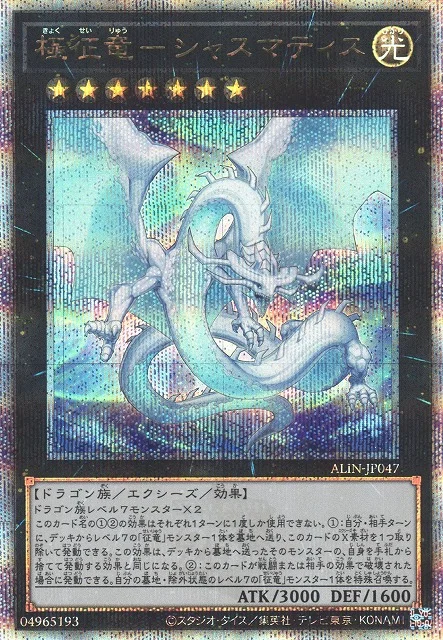 きょく せい りゅう
極征竜－シャスマティス
ひかり
光
ALIN-JP047
【ドラゴン族／エクシーズ／効果】
ドラゴン族レベル７モンスター×２
このカード名の①②の効果はそれぞれ１ターンに１度しか使用できない。①：自分・相手ターン
に、デッキからレベル７の「征竜」モンスター１体を墓地へ送り、このカードのX素材を１つ取り
除いて発動できる。この効果は、デッキから墓地へ送ったそのモンスターの、自身を手札から
捨てて発動する効果と同じになる。②：このカードが戦闘または相手の効果で破壊された
場合に発動できる。自分の墓地・除外状態のレベル７の「征竜」モンスター１体を特殊召喚する。
ATK/3000 DEF/1600
04965193
©スタジオ・ダイス／集英社・テレビ東京・KONAMI